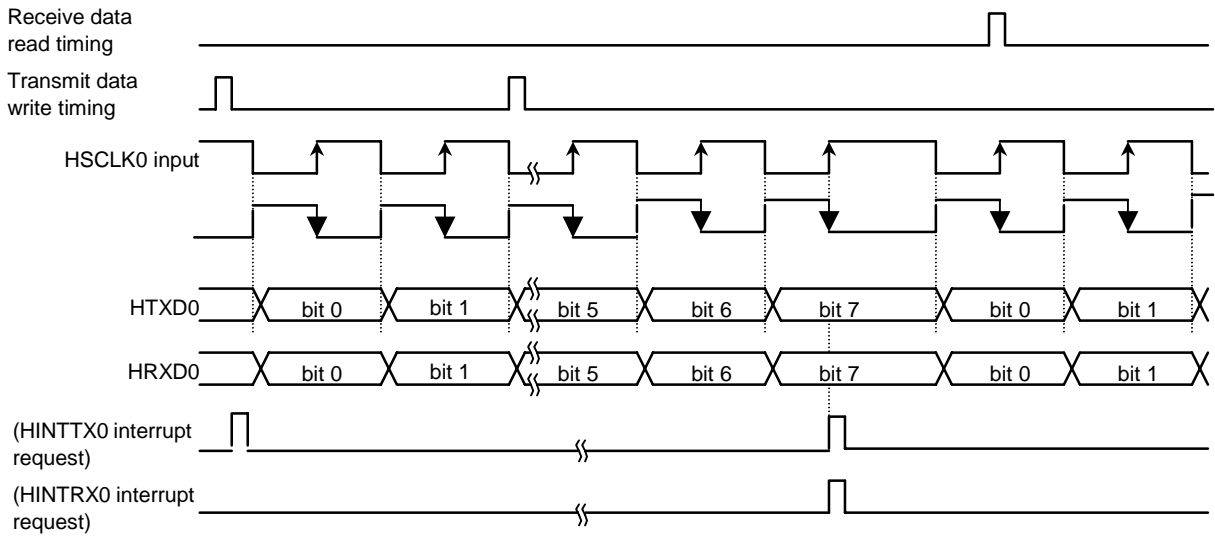 Receive data
read timing
Transmit data
write timing
HSCLK0 input
HTXD0 bit 0 bit 1 bit 5 bit 6 bit 7 bit 0 bit 1
HRXD0 bit 0 bit 1 bit 5 bit 6 bit 7 bit 0 bit 1
(HINTTX0 interrupt
request)
(HINTRX0 interrupt
request)